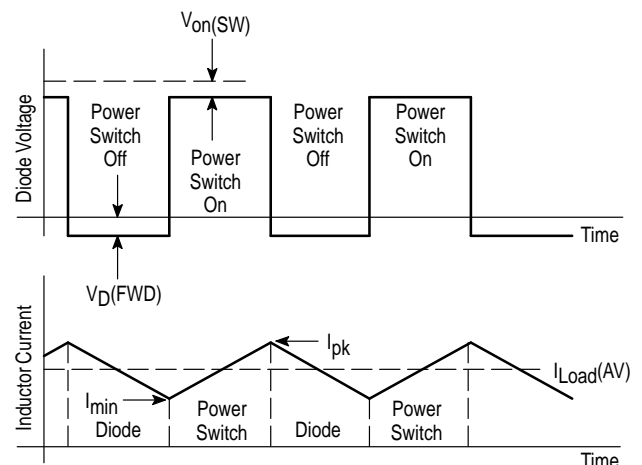 Von(SW)
Diode Voltage
Power
Switch
Off
Power
Switch
On
Power
Switch
Off
Power
Switch
On
Time
VD(FWD)
Inductor Current
Ipk
ILoad(AV)
Imin
Diode
Power
Switch
Diode
Power
Switch
Time